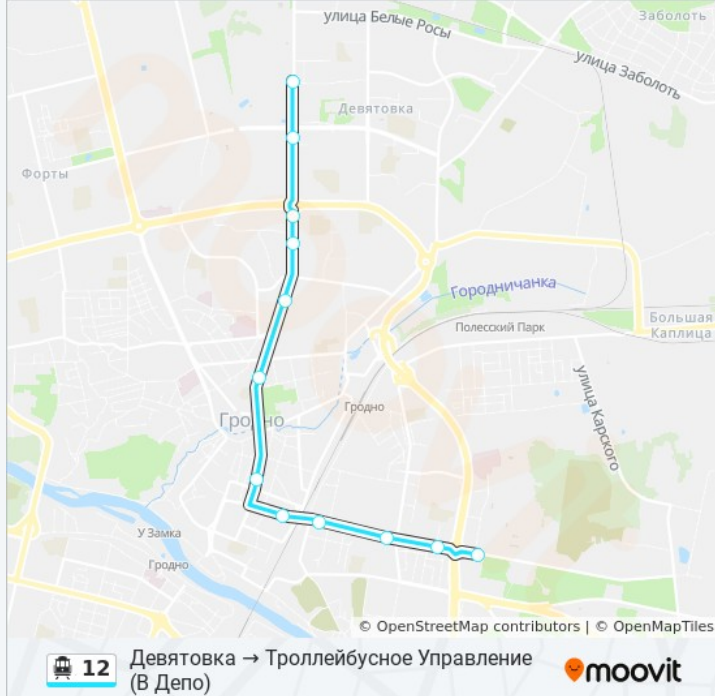 улица Белые Росы
Заболоть
улица Заболоть
Девятовка
Форты
Городничанка
Большая
Каплица
Полесский Парк
улица Карского
Гродно
Гродно
У Замка
Гродно
© OpenStreetMap contributors | © OpenMapTiles
12
Девятовка → Троллейбусное Управление
(В Депо)
moovit